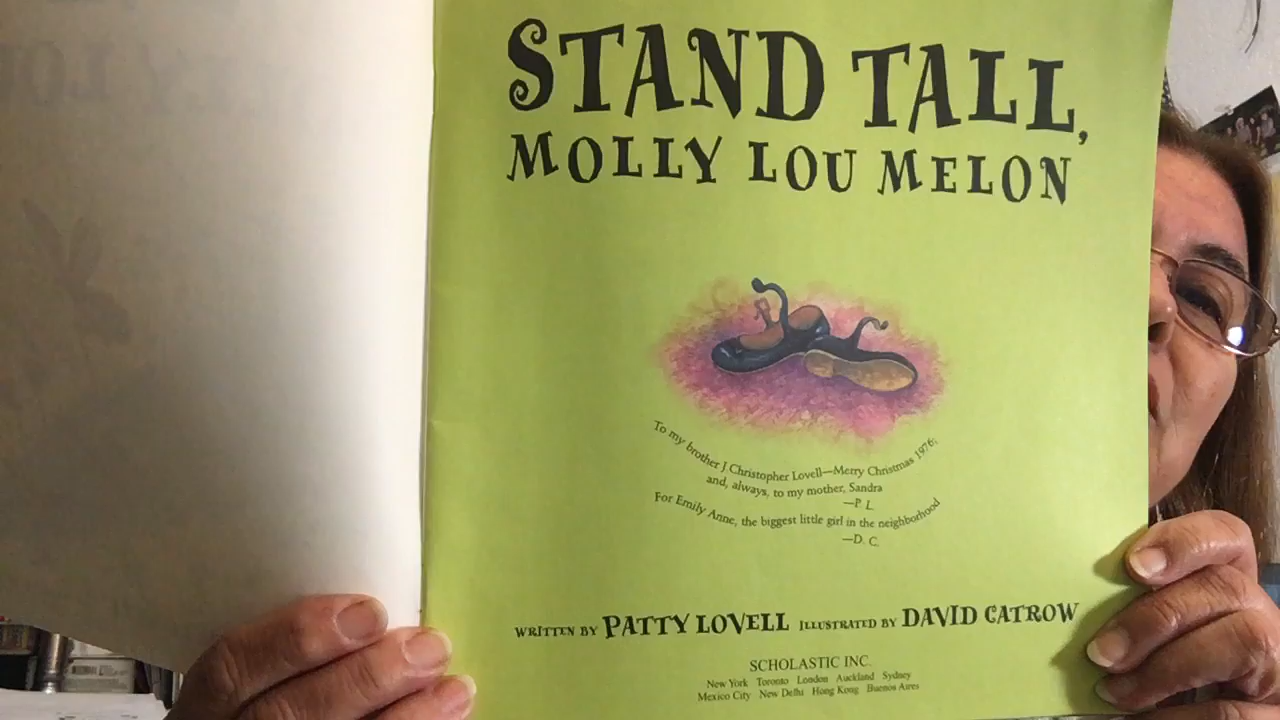 STAND TALL,
MOLLY LOU MELON
To my brother J Christopher Lovell—Merry Christmas 1976;
and, always, to my mother, Sandra
—P. L.
For Emily Anne, the biggest little girl in the neighborhood
—D. C.
WRITTEN BY PATTY LOVELL ILLUSTRATED BY DAVID CATROW
SCHOLASTIC INC.
New York Toronto London Auckland Sydney
Mexico City New Delhi Hong Kong Buenos Aires